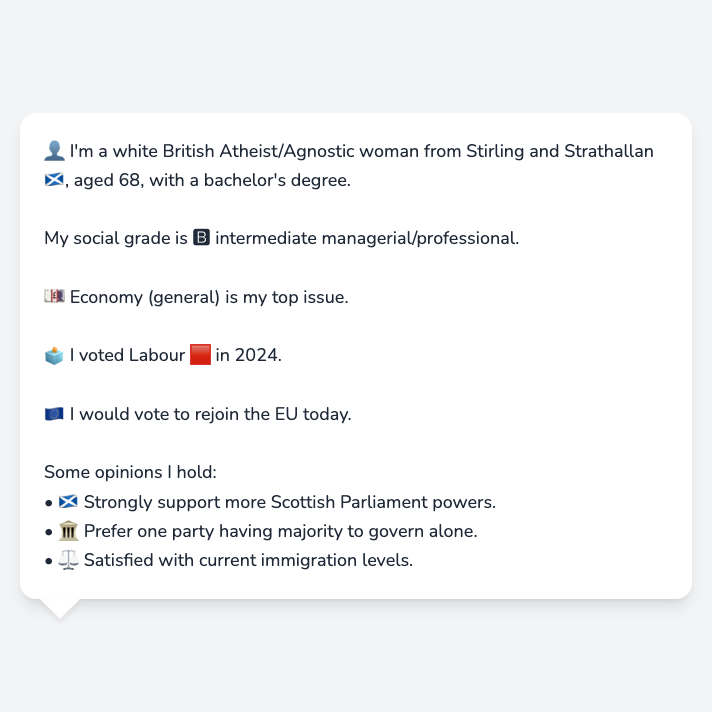 👤 I'm a white British Atheist/Agnostic woman from Stirling and Strathallan
🏴󠁧󠁢󠁳󠁣󠁴󠁿, aged 68, with a bachelor's degree.
My social grade is 🅱 intermediate managerial/professional.
💷 Economy (general) is my top issue.
🗳️ I voted Labour 🟥 in 2024.
🇪🇺 I would vote to rejoin the EU today.
Some opinions I hold:
• 🏴󠁧󠁢󠁳󠁣󠁴󠁿 Strongly support more Scottish Parliament powers.
• 🏛️ Prefer one party having majority to govern alone.
• ⚖️ Satisfied with current immigration levels.